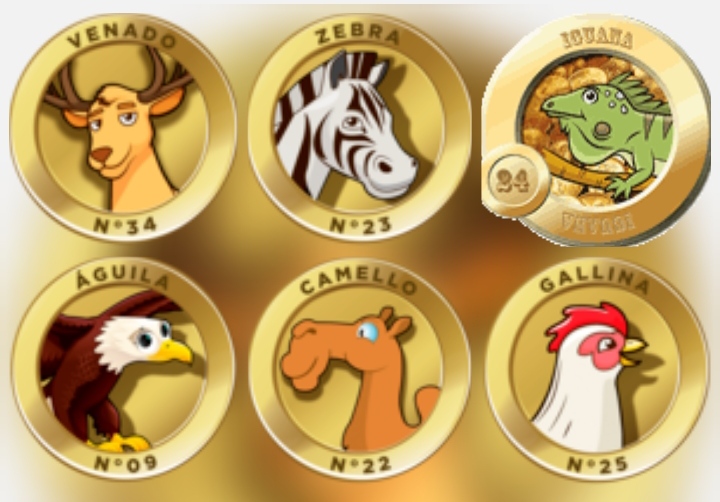 VENADO
N°34
ZEBRA
N°23
IGUANA
24
ÁGUILA
N°09
CAMELLO
N°22
GALLINA
N°25